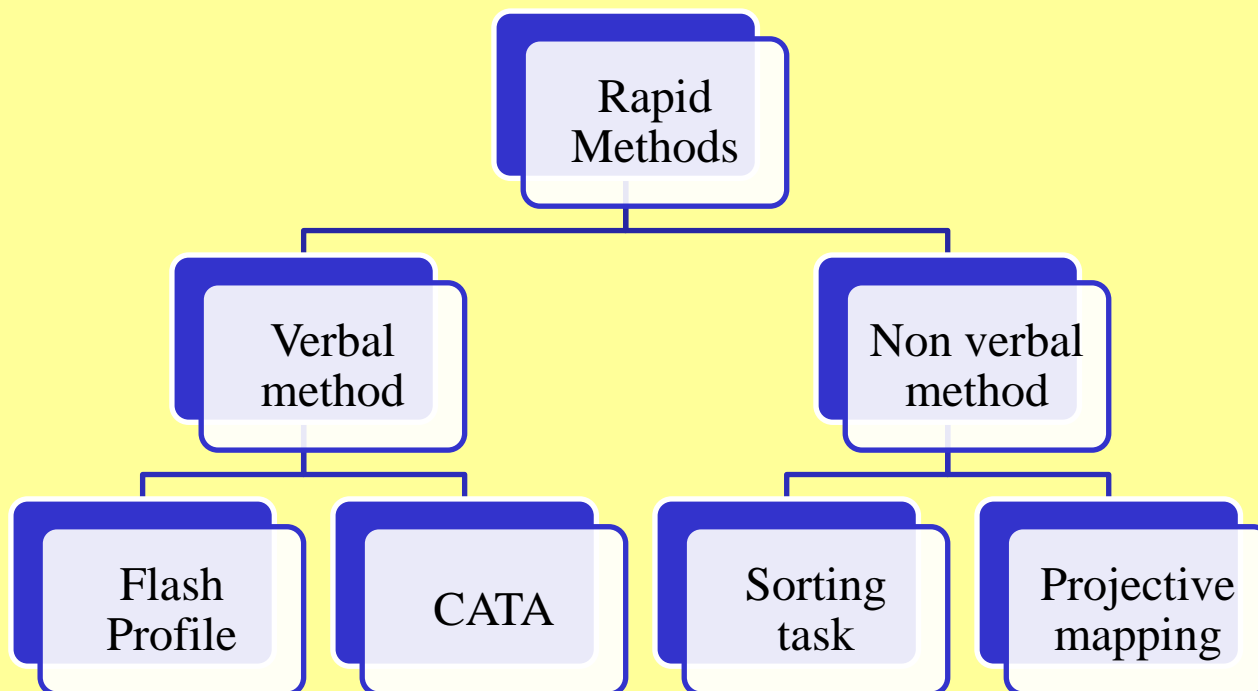 Rapid
Methods
Verbal
method
Non verbal
method
Flash
Profile
CATA
Sorting
task
Projective
mapping